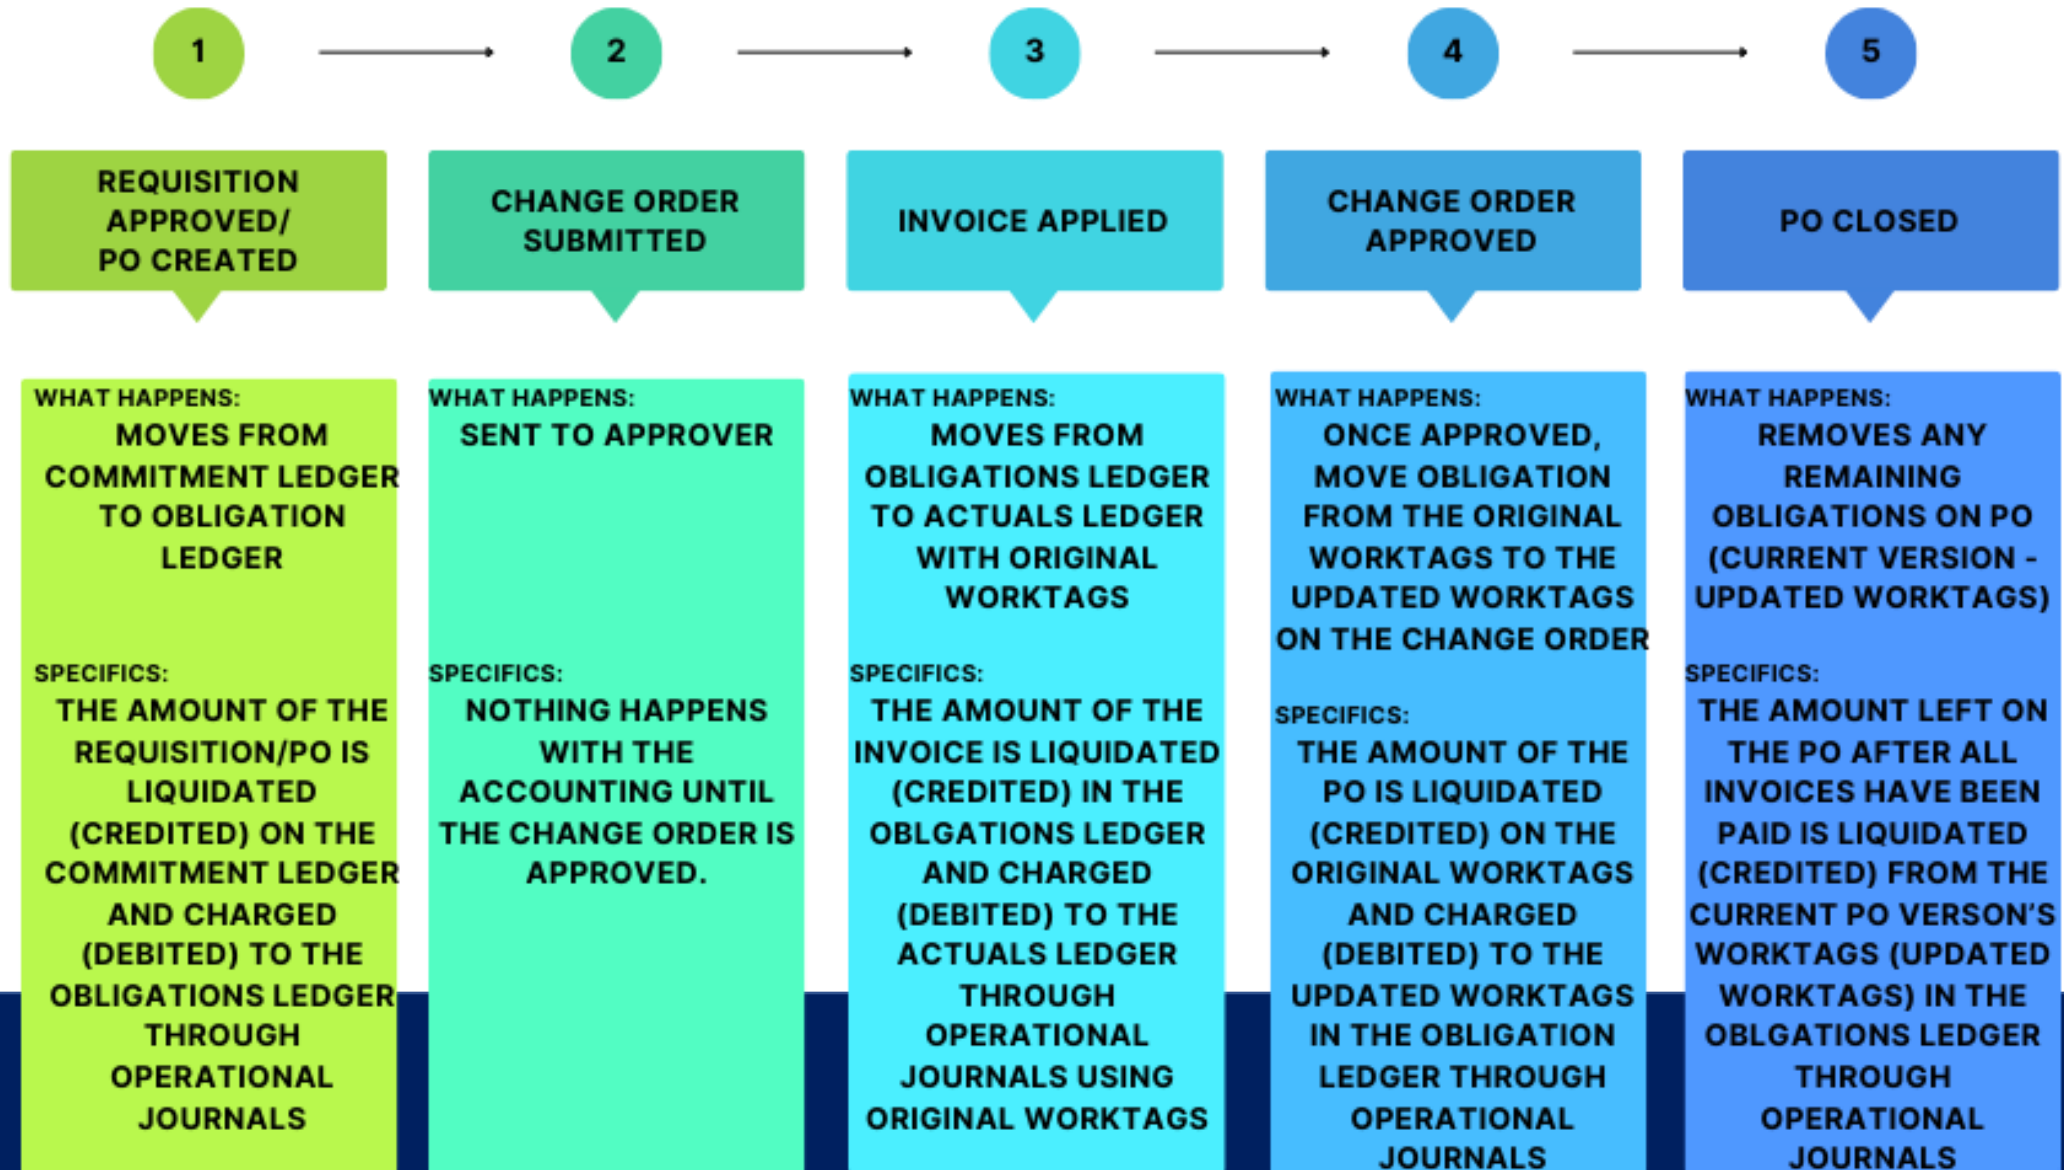 1
2
3
4
5
REQUISITION
APPROVED/
PO CREATED
CHANGE ORDER
SUBMITTED
INVOICE APPLIED
CHANGE ORDER
APPROVED
PO CLOSED
WHAT HAPPENS:
MOVES FROM
COMMITMENT LEDGER
TO OBLIGATION
LEDGER
SPECIFICS:
THE AMOUNT OF THE
REQUISITION/PO IS
LIQUIDATED
(CREDITED) ON THE
COMMITMENT LEDGER
AND CHARGED
(DEBITED) TO THE
OBLIGATIONS LEDGER
THROUGH
OPERATIONAL
JOURNALS
WHAT HAPPENS:
SENT TO APPROVER
SPECIFICS:
NOTHING HAPPENS
WITH THE
ACCOUNTING UNTIL
THE CHANGE ORDER IS
APPROVED.
WHAT HAPPENS:
MOVES FROM
OBLIGATIONS LEDGER
TO ACTUALS LEDGER
WITH ORIGINAL
WORKTAGS
SPECIFICS:
THE AMOUNT OF THE
INVOICE IS LIQUIDATED
(CREDITED) IN THE
OBLGATIONS LEDGER
AND CHARGED
(DEBITED) TO THE
ACTUALS LEDGER
THROUGH
OPERATIONAL
JOURNALS USING
ORIGINAL WORKTAGS
WHAT HAPPENS:
ONCE APPROVED,
MOVE OBLIGATION
FROM THE ORIGINAL
WORKTAGS TO THE
UPDATED WORKTAGS
ON THE CHANGE ORDER
SPECIFICS:
THE AMOUNT OF THE
PO IS LIQUIDATED
(CREDITED) ON THE
ORIGINAL WORKTAGS
AND CHARGED
(DEBITED) TO THE
UPDATED WORKTAGS
IN THE OBLIGATION
LEDGER THROUGH
OPERATIONAL
JOURNALS
WHAT HAPPENS:
REMOVES ANY
REMAINING
OBLIGATIONS ON PO
(CURRENT VERSION -
UPDATED WORKTAGS)
SPECIFICS:
THE AMOUNT LEFT ON
THE PO AFTER ALL
INVOICES HAVE BEEN
PAID IS LIQUIDATED
(CREDITED) FROM THE
CURRENT PO VERSON'S
WORKTAGS (UPDATED
WORKTAGS) IN THE
OBLGATIONS LEDGER
THROUGH
OPERATIONAL
JOURNALS